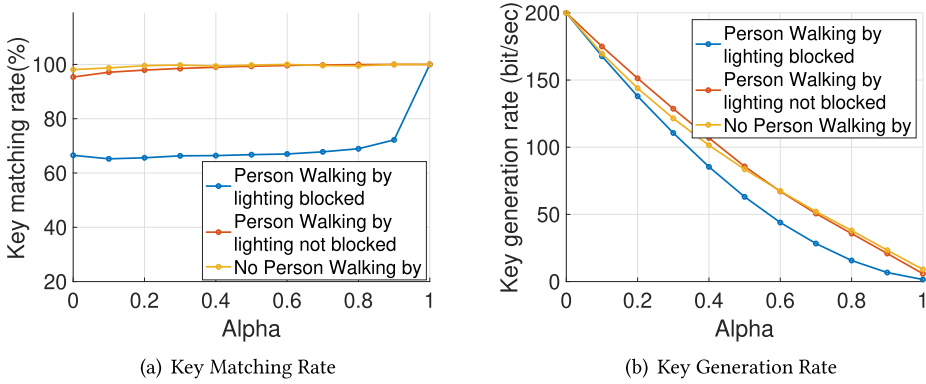 Key matching rate(%)
100
80
60
40
20
0
0.2
0.4
0.6
0.8
1
Alpha
Person Walking by
lighting blocked
Person Walking by
lighting not blocked
No Person Walking by
(a) Key Matching Rate
Key generation rate (bit/sec)
200
150
100
50
0
0
0.2
0.4
0.6
0.8
1
Alpha
Person Walking by
lighting blocked
Person Walking by
lighting not blocked
No Person Walking by
(b) Key Generation Rate